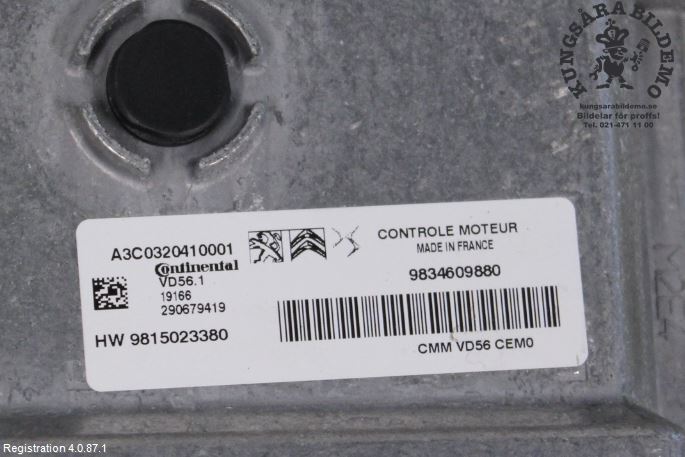 KUNGSÅRA BILDEMO
kungsarabildemo.se
Bildelar för proffs!
Tel. 021-471 11 00
A3C0320410001
Continental
VD56.1
19166
290679419
HW 9815023380
CONTROLE MOTEUR
MADE IN FRANCE
9834609880
CMM VD56 CEM0
M2E4
Registration 4.0.87.1